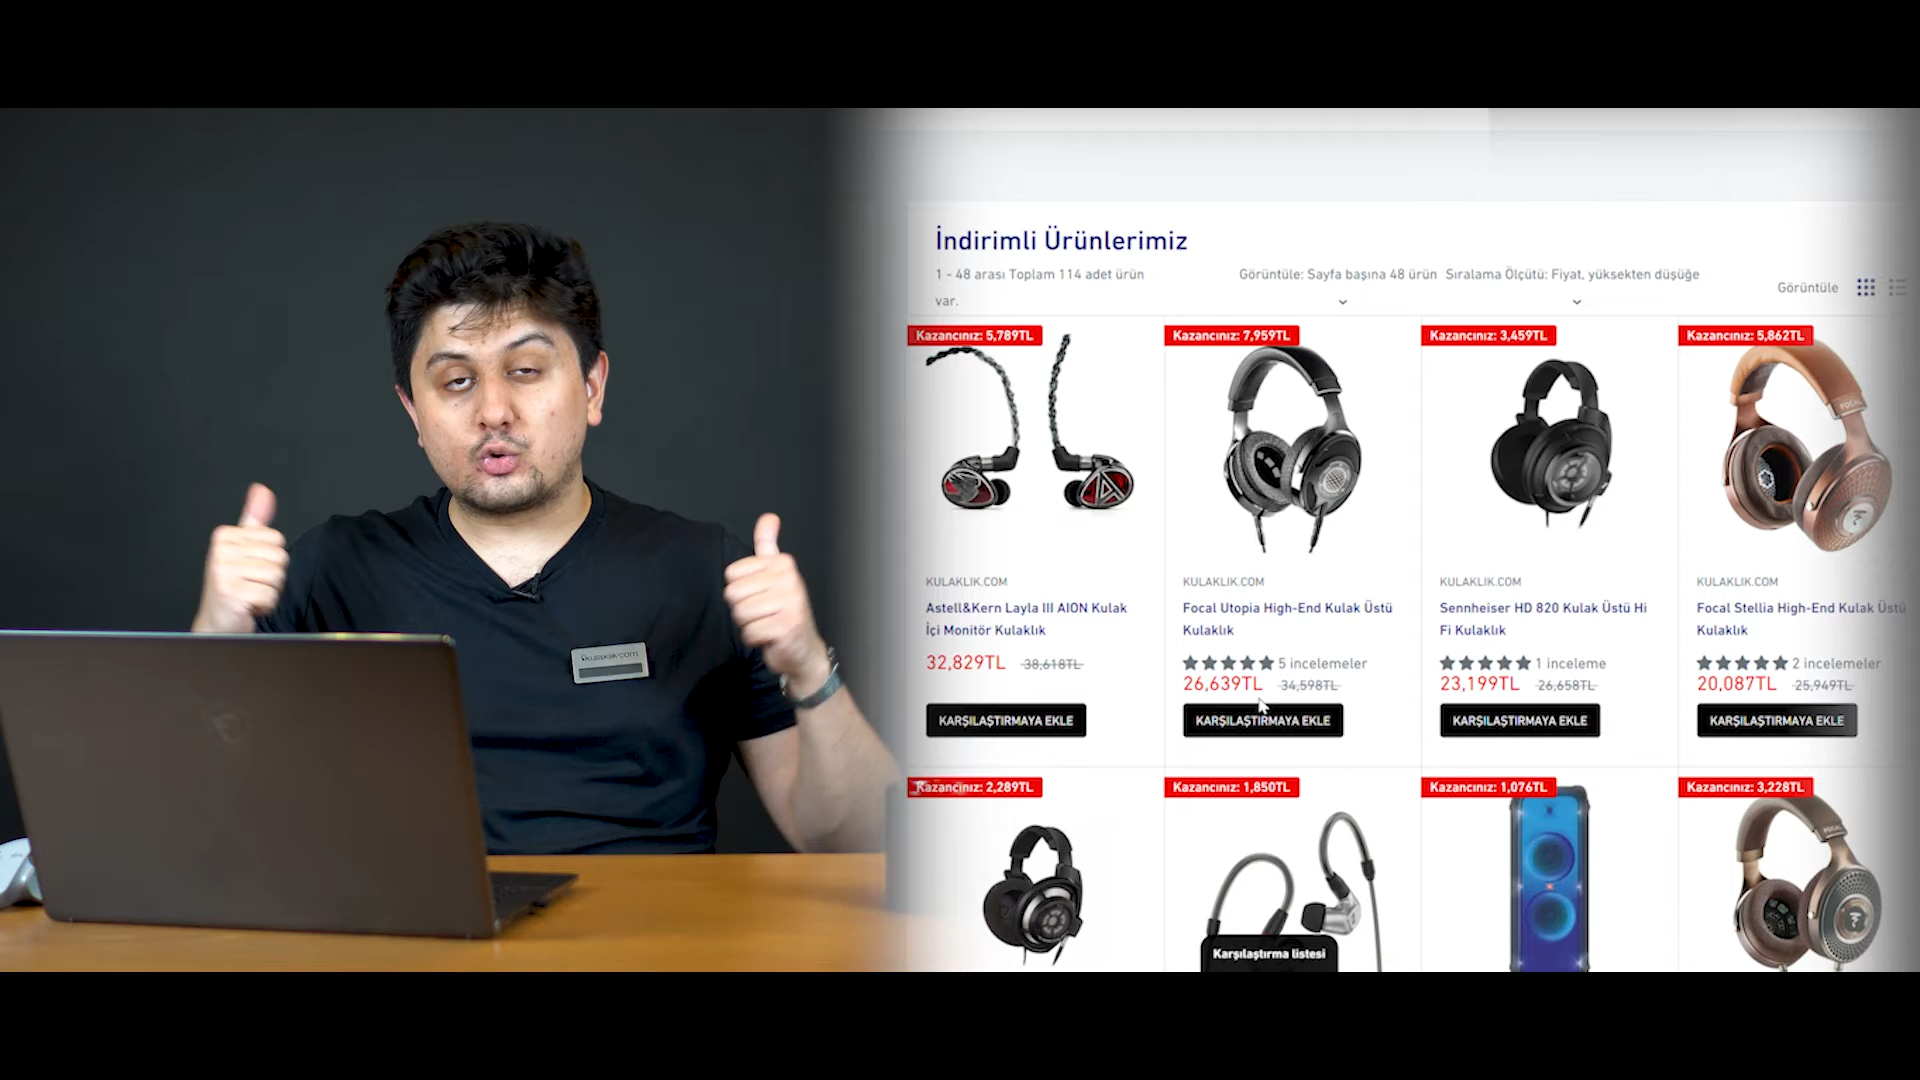 kulaklık.com
İndirimli Ürünlerimiz
1 - 48 arası Toplam 114 adet ürün
var.
Görüntüle: Sayfa başına 48 ürün
Sıralama Ölçütü: Fiyat, yüksekten düşüğe
Görüntüle
Kazancınız: 5,789TL
KULAKLIK.COM
Astell&Kern Layla III AION Kulak
İçi Monitör Kulaklık
32,829TL 38,618TL
KARŞILAŞTIRMAYA EKLE
Kazancınız: 7,959TL
KULAKLIK.COM
Focal Utopia High-End Kulak Üstü
Kulaklık
5 incelemeler
26,639TL 34,598TL
KARŞILAŞTIRMAYA EKLE
Kazancınız: 3,459TL
KULAKLIK.COM
Sennheiser HD 820 Kulak Üstü Hi
Fi Kulaklık
1 inceleme
23,199TL 26,658TL
KARŞILAŞTIRMAYA EKLE
Kazancınız: 5,862TL
FOCAL
KULAKLIK.COM
Focal Stellia High-End Kulak Üstü
Kulaklık
2 incelemeler
20,087TL 25,949TL
KARŞILAŞTIRMAYA EKLE
Kazancınız: 2,289TL
Kazancınız: 1,850TL
Kazancınız: 1,076TL
Kazancınız: 3,228TL
FOCAL
Karşılaştırma listesi